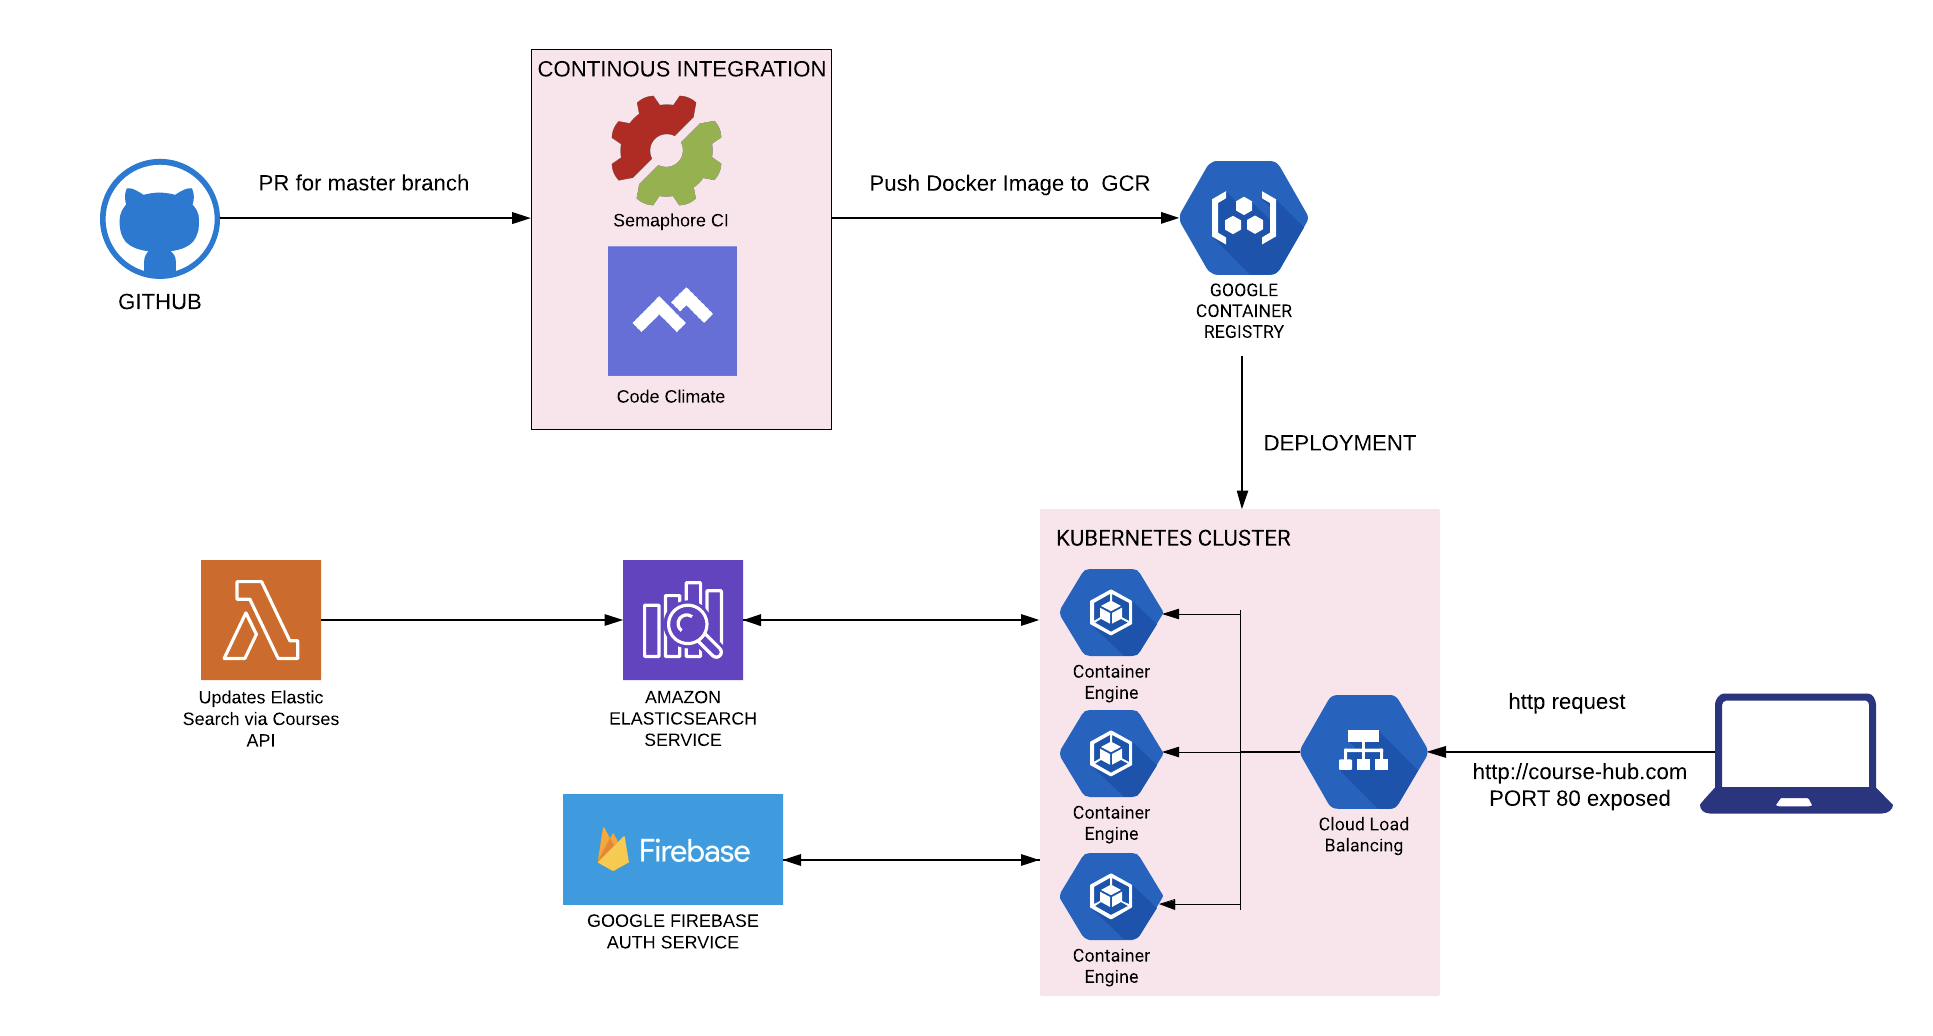 CONTINOUS INTEGRATION
Semaphore CI
Code Climate
PR for master branch
GITHUB
Push Docker Image to GCR
GOOGLE
CONTAINER
REGISTRY
DEPLOYMENT
KUBERNETES CLUSTER
Container
Engine
Container
Engine
Container
Engine
Cloud Load
Balancing
http request
http://course-hub.com
PORT 80 exposed
Updates Elastic
Search via Courses
API
AMAZON
ELASTICSEARCH
SERVICE
Firebase
GOOGLE FIREBASE
AUTH SERVICE